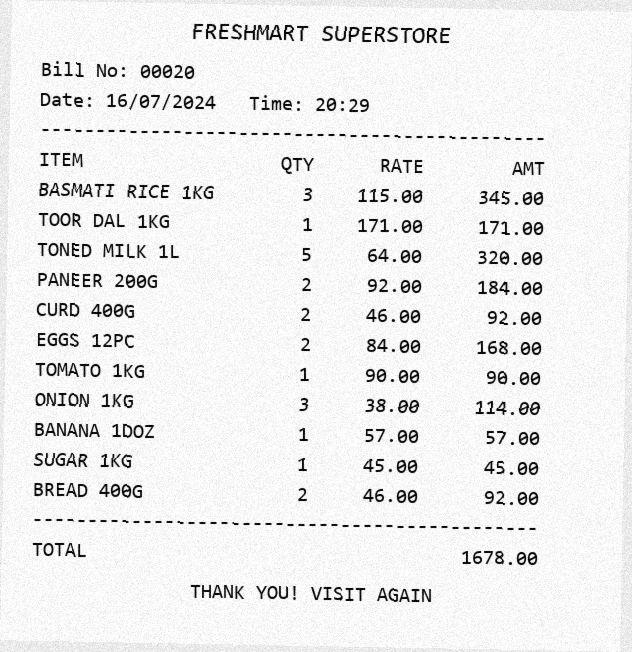 FRESHMART SUPERSTORE
Bill No: 00020
Date: 16/07/2024   Time: 20:29
----------------------------------------------
ITEM                  QTY      RATE        AMT
BASMATI RICE 1KG        3    115.00     345.00
TOOR DAL 1KG            1    171.00     171.00
TONED MILK 1L           5     64.00     320.00
PANEER 200G             2     92.00     184.00
CURD 400G               2     46.00      92.00
EGGS 12PC               2     84.00     168.00
TOMATO 1KG              1     90.00      90.00
ONION 1KG               3     38.00     114.00
BANANA 1DOZ             1     57.00      57.00
SUGAR 1KG               1     45.00      45.00
BREAD 400G              2     46.00      92.00
----------------------------------------------
TOTAL                                  1678.00
THANK YOU! VISIT AGAIN